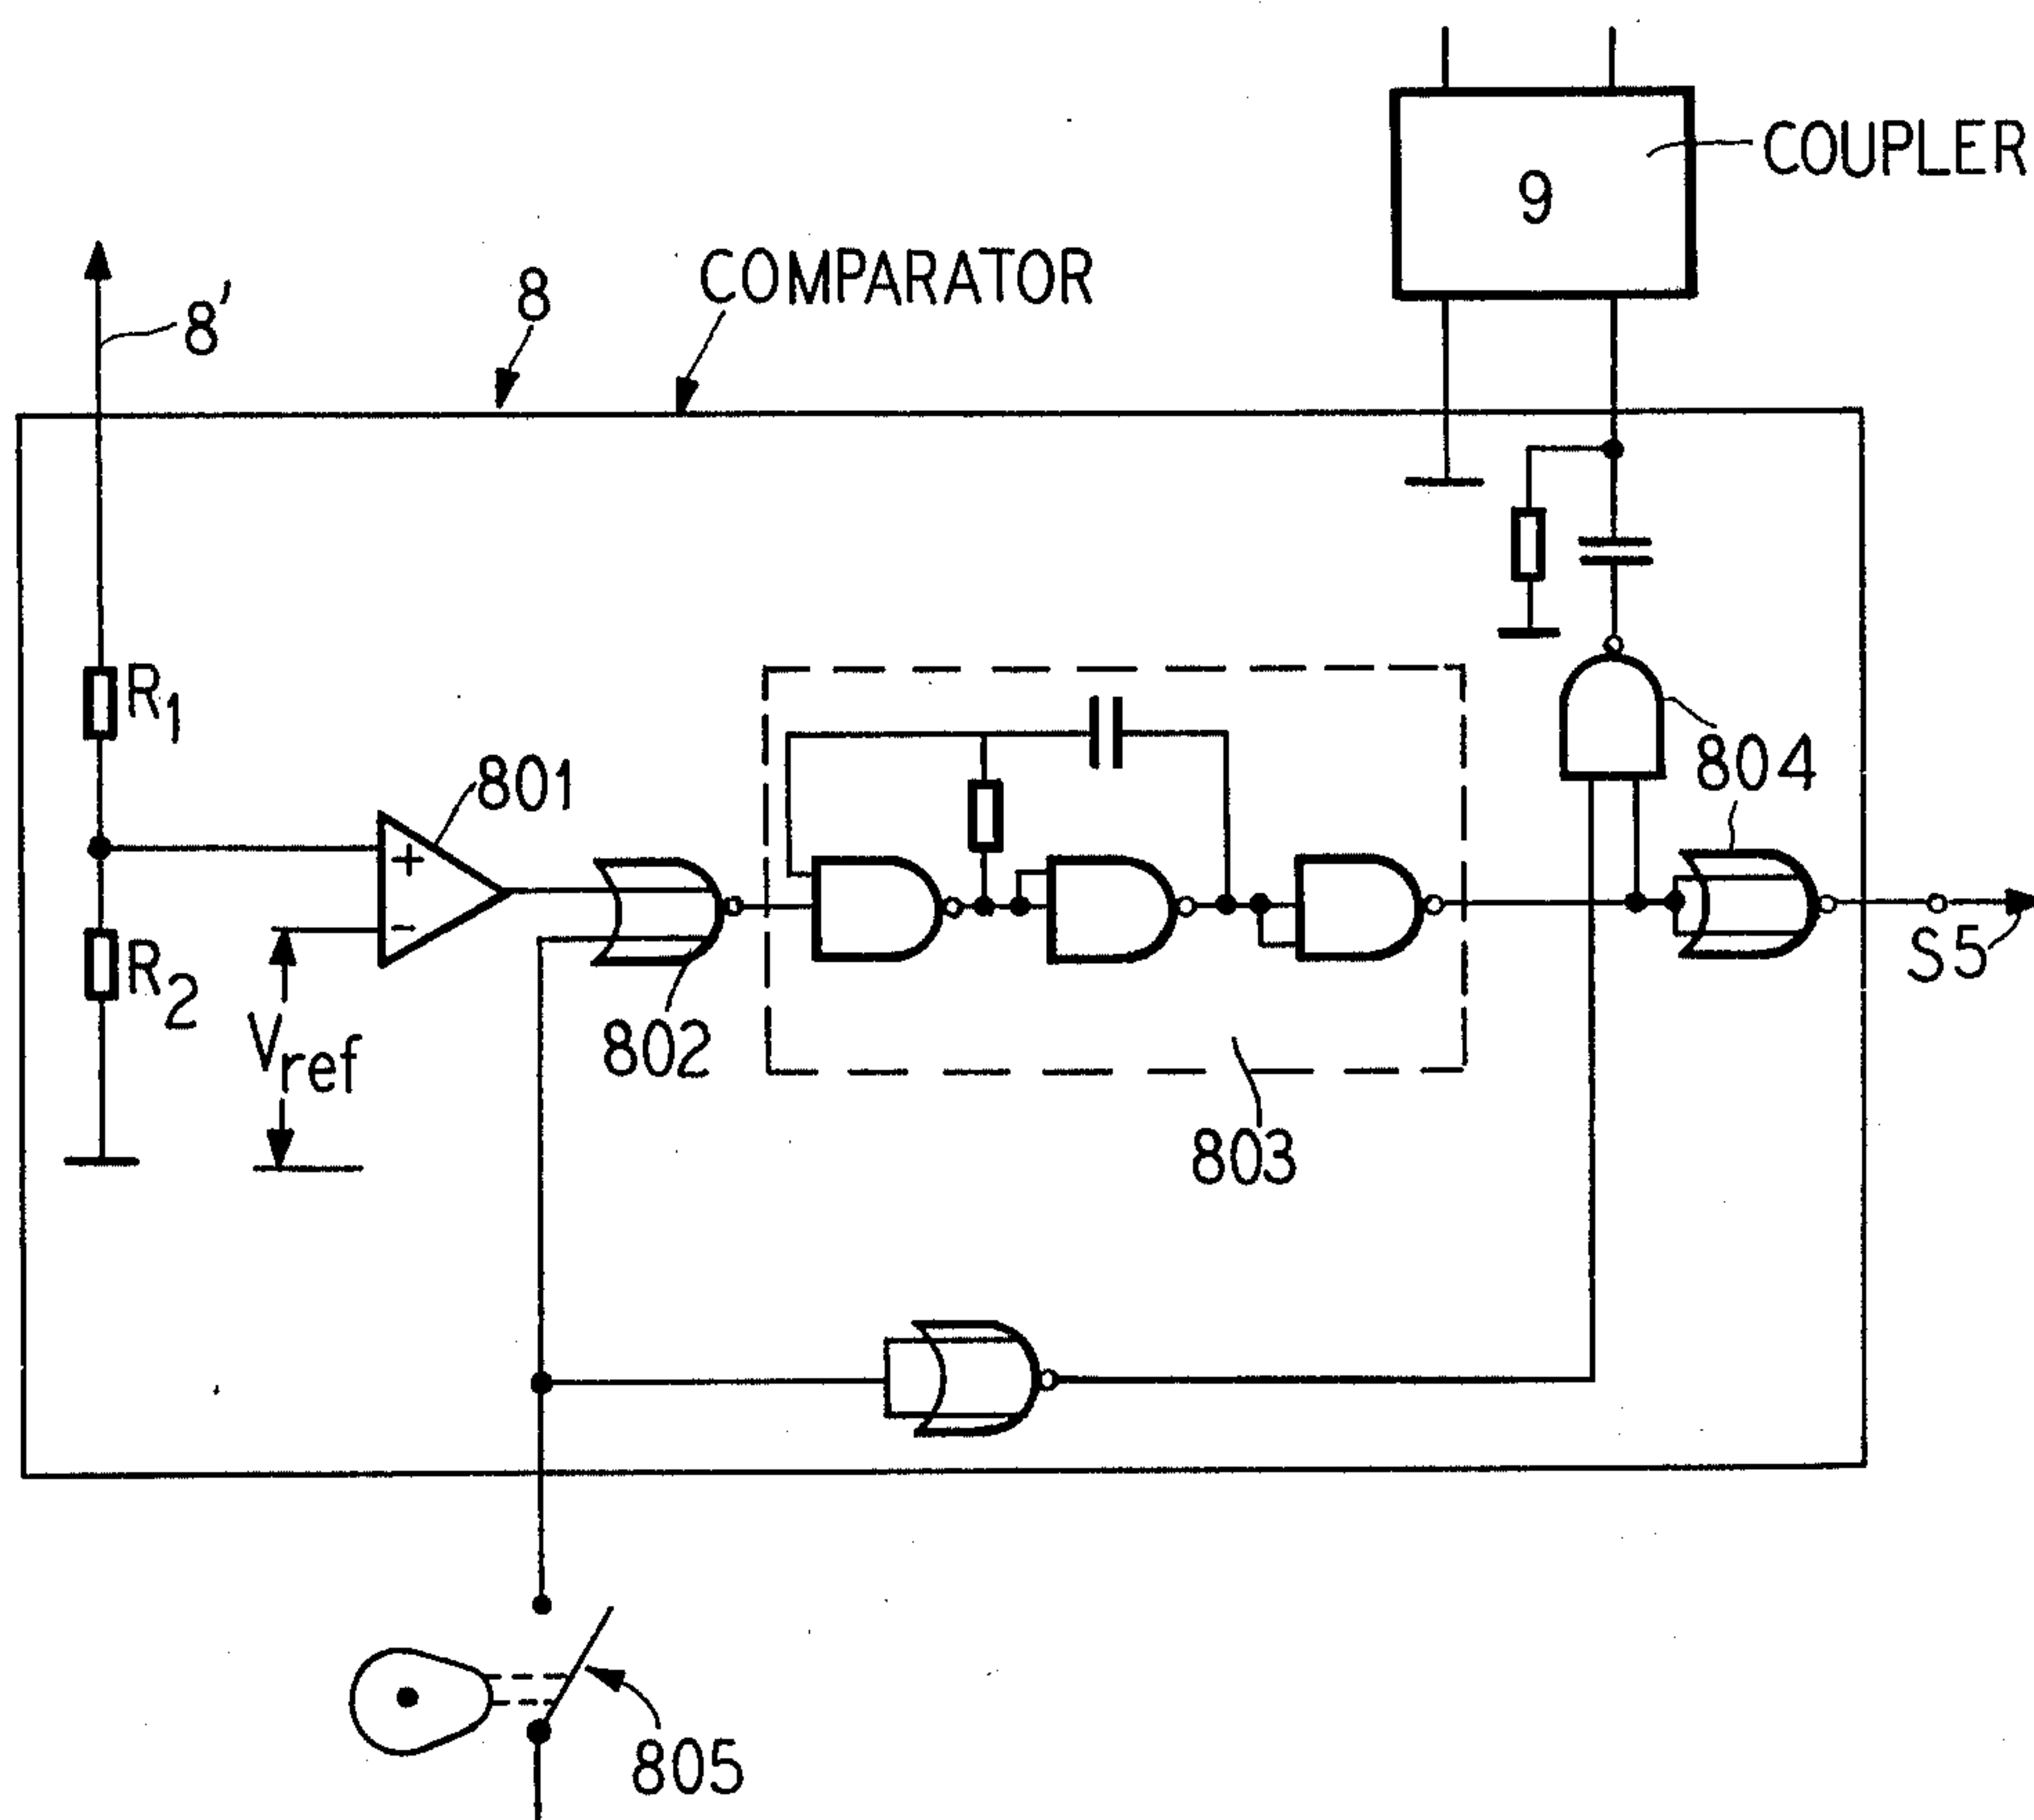 COUPLER
9
COMPARATOR
8
8'
R1
801
804
+
-
R2
S5
Vref
802
803
805